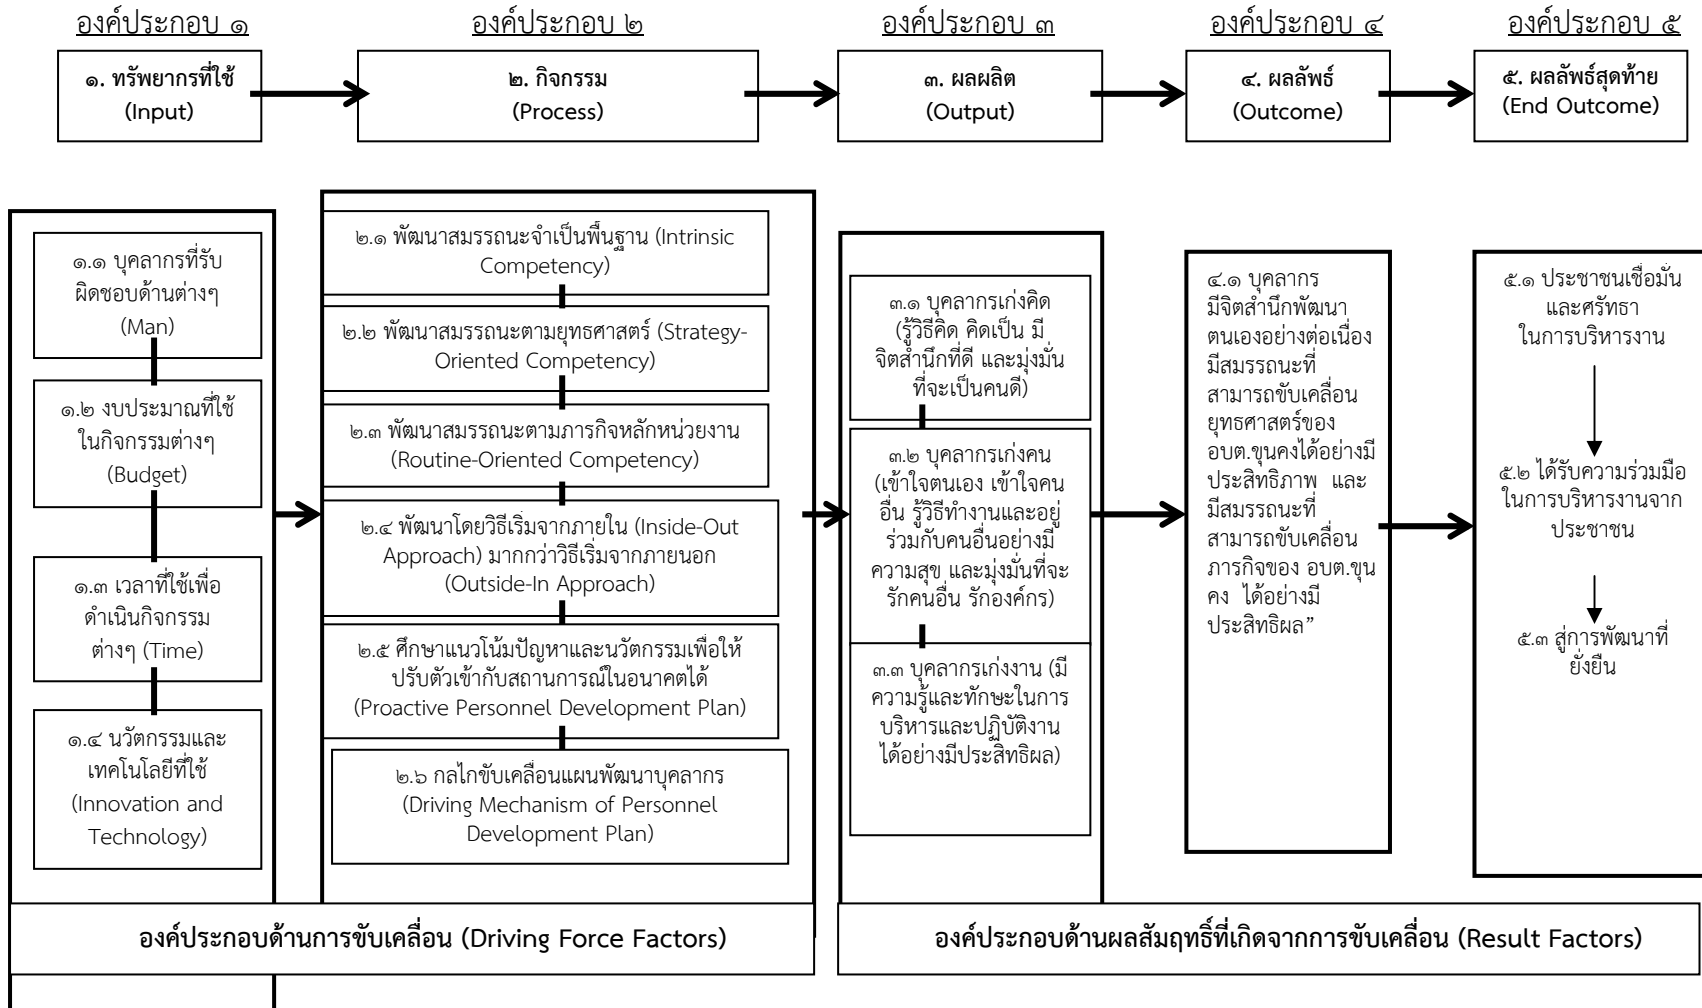 องค์ประกอบ ๑
องค์ประกอบ ๒
องค์ประกอบ ๓
องค์ประกอบ ๔
องค์ประกอบ ๕
๑. ทรัพยากรที่ใช้
(Input)
๒. กิจกรรม
(Process)
๓. ผลผลิต
(Output)
๔. ผลลัพธ์
(Outcome)
๕. ผลลัพธ์สุดท้าย
(End Outcome)
๑.๑ บุคลากรที่รับ
ผิดชอบด้านต่างๆ
(Man)
๑.๒ งบประมาณที่ใช้
ในกิจกรรมต่างๆ
(Budget)
๑.๓ เวลาที่ใช้เพื่อ
ดำเนินกิจกรรม
ต่างๆ (Time)
๑.๔ นวัตกรรมและ
เทคโนโลยีที่ใช้
(Innovation and
Technology)
๒.๑ พัฒนาสมรรถนะจำเป็นพื้นฐาน (Intrinsic
Competency)
๒.๒ พัฒนาสมรรถนะตามยุทธศาสตร์ (Strategy-
Oriented Competency)
๒.๓ พัฒนาสมรรถนะตามภารกิจหลักหน่วยงาน
(Routine-Oriented Competency)
๒.๔ พัฒนาโดยวิธีเริ่มจากภายใน (Inside-Out
Approach) มากกว่าวิธีเริ่มจากภายนอก
(Outside-In Approach)
๒.๕ ศึกษาแนวโน้มปัญหาและนวัตกรรมเพื่อให้
ปรับตัวเข้ากับสถานการณ์ในอนาคตได้
(Proactive Personnel Development Plan)
๒.๖ กลไกขับเคลื่อนแผนพัฒนาบุคลากร
(Driving Mechanism of Personnel
Development Plan)
๓.๑ บุคลากรเก่งคิด
(รู้วิธีคิด คิดเป็น มี
จิตสำนึกที่ดี และมุ่งมั่น
ที่จะเป็นคนดี)
๓.๒ บุคลากรเก่งคน
(เข้าใจตนเอง เข้าใจคน
อื่น รู้วิธีทำงานและอยู่
ร่วมกับคนอื่นอย่างมี
ความสุข และมุ่งมั่นที่จะ
รักคนอื่น รักองค์กร)
๓.๓ บุคลากรเก่งงาน (มี
ความรู้และทักษะในการ
บริหารและปฏิบัติงาน
ได้อย่างมีประสิทธิผล)
๔.๑ บุคลากร
มีจิตสำนึกพัฒนา
ตนเองอย่างต่อเนื่อง
มีสมรรถนะที่
สามารถขับเคลื่อน
ยุทธศาสตร์ของ
อบต.ขุนคงได้อย่างมี
ประสิทธิภาพ และ
มีสมรรถนะที่
สามารถขับเคลื่อน
ภารกิจของ อบต.ขุน
คง ได้อย่างมี
ประสิทธิผล”
๕.๑ ประชาชนเชื่อมั่น
และศรัทธา
ในการบริหารงาน
๕.๒ ได้รับความร่วมมือ
ในการบริหารงานจาก
ประชาชน
๕.๓ สู่การพัฒนาที่
ยั่งยืน
องค์ประกอบด้านการขับเคลื่อน (Driving Force Factors)
องค์ประกอบด้านผลสัมฤทธิ์ที่เกิดจากการขับเคลื่อน (Result Factors)